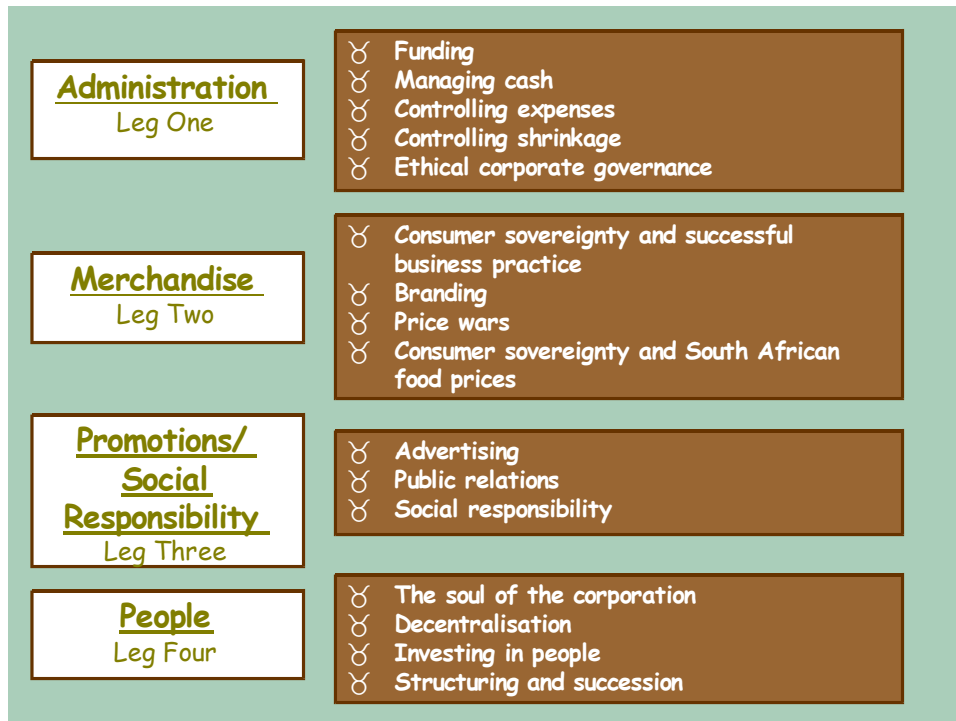 Administration
Leg One
♉ Funding
♉ Managing cash
♉ Controlling expenses
♉ Controlling shrinkage
♉ Ethical corporate governance
Merchandise
Leg Two
♉ Consumer sovereignty and successful
business practice
♉ Branding
♉ Price wars
♉ Consumer sovereignty and South African
food prices
Promotions/
Social
Responsibility
Leg Three
♉ Advertising
♉ Public relations
♉ Social responsibility
People
Leg Four
♉ The soul of the corporation
♉ Decentralisation
♉ Investing in people
♉ Structuring and succession